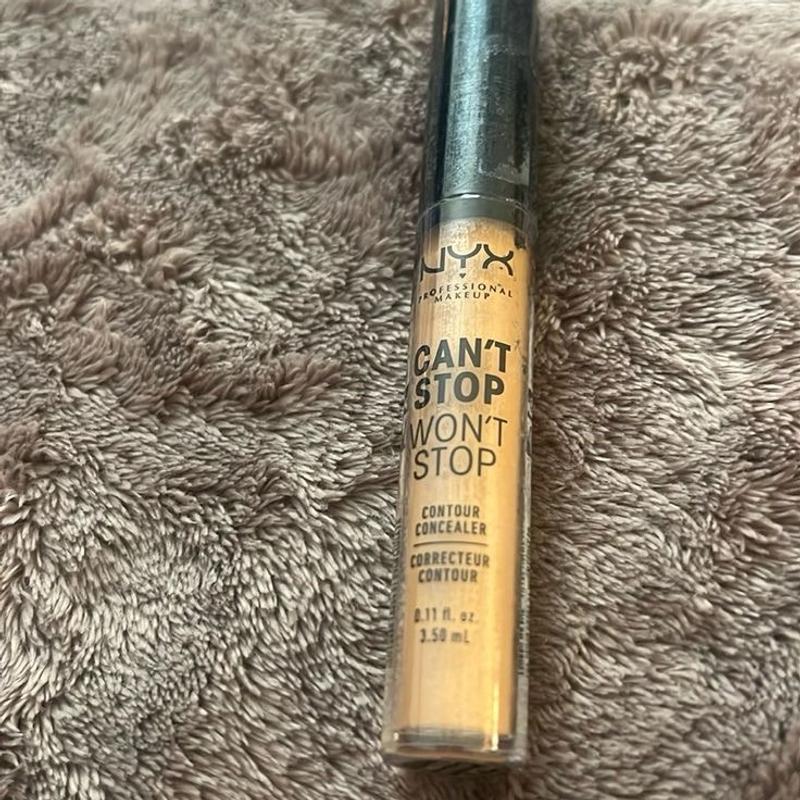 NYX
PROFESSIONAL
MAKEUP
CAN'T
STOP
WON'T
STOP
CONTOUR
CONCEALER
CORRECTEUR
CONTOUR
0.11 fl. oz.
3.50 mL